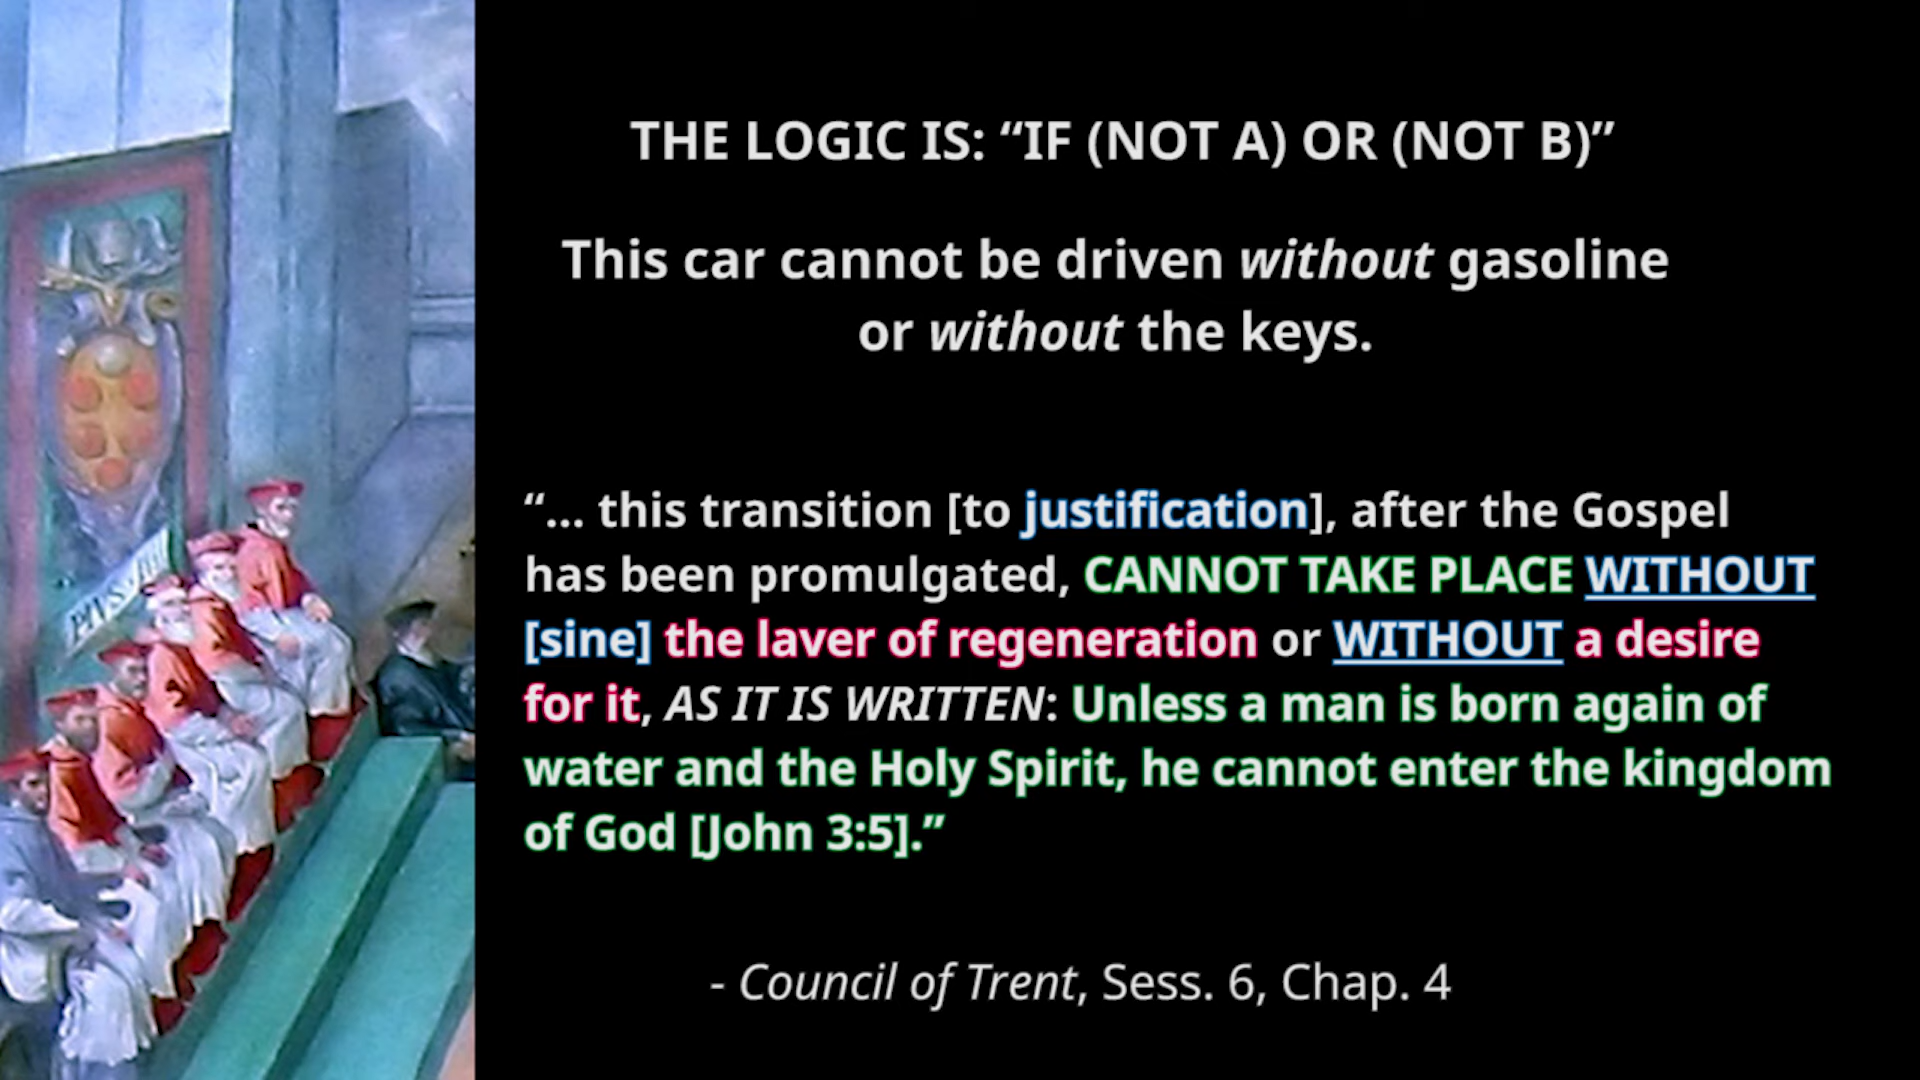 THE LOGIC IS: “IF (NOT A) OR (NOT B)”
This car cannot be driven without gasoline
or without the keys.
“... this transition [to justification], after the Gospel
has been promulgated, CANNOT TAKE PLACE WITHOUT
[sine] the laver of regeneration or WITHOUT a desire
for it, AS IT IS WRITTEN: Unless a man is born again of
water and the Holy Spirit, he cannot enter the kingdom
of God [John 3:5].”
- Council of Trent, Sess. 6, Chap. 4